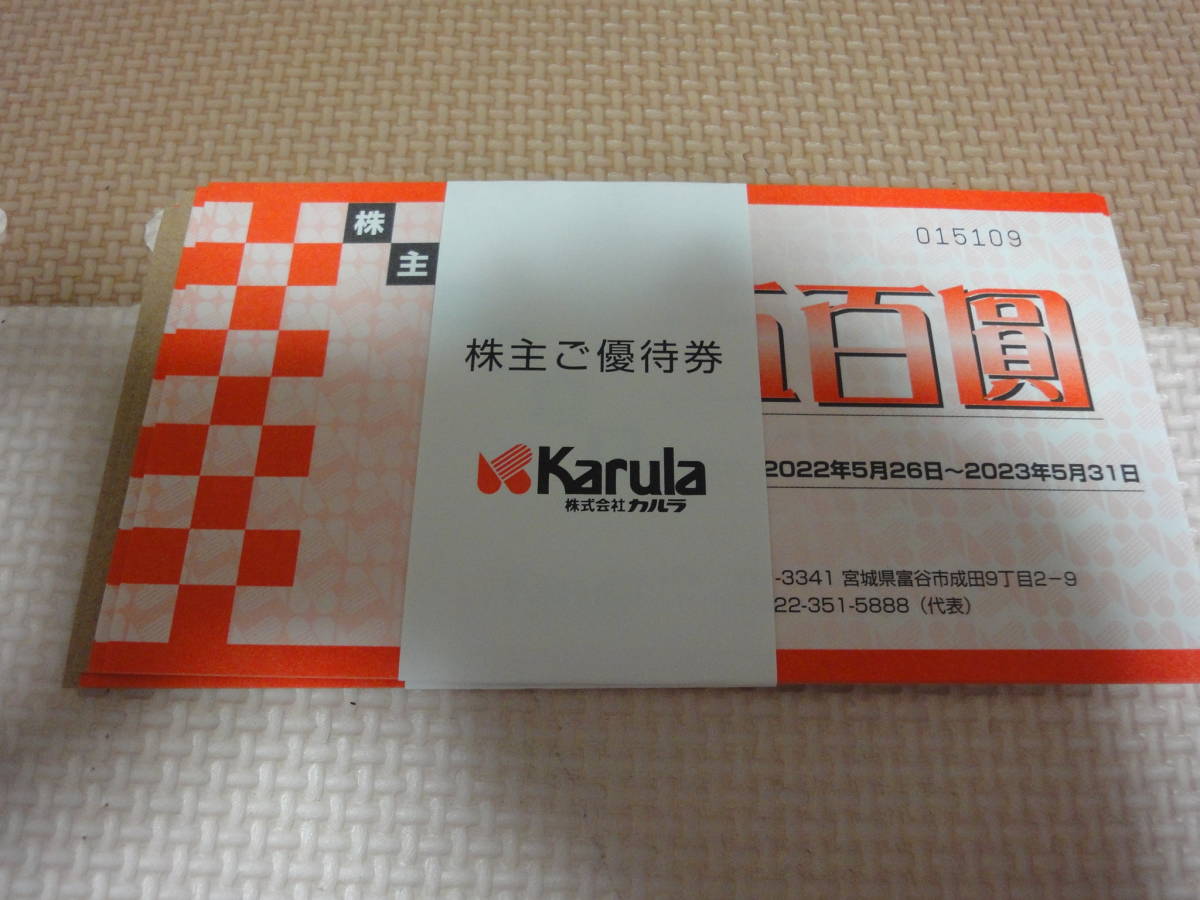 株主
015109
株主ご優待券
百圓
Karula
株式会社カルラ
2022年5月26日～2023年5月31日
-3341 宮城県富谷市成田9丁目2－9
22-351-5888（代表）